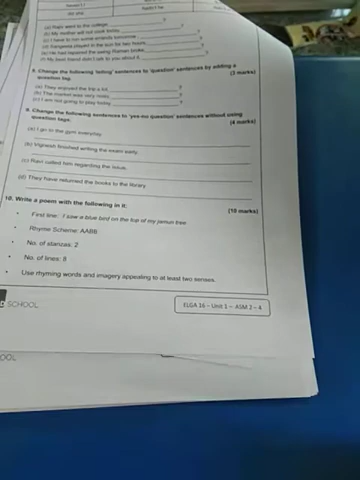 (a) Rajiv went to the college, ?
(b) My mother will not cook today, ?
(c) I have to run some errands tomorrow, ?
(d) Sangeeta played in the sun for two hours, ?
(e) He had repaired the swing Raman broke, ?
(f) My best friend didn't talk to you about it, ?
8. Change the following 'telling' sentences to 'question' sentences by adding a
question tag. (3 marks)
(a) They enjoyed the trip a lot, ?
(b) The market was very noisy, ?
(c) I am not going to play today, ?
9. Change the following sentences to 'yes-no question' sentences without using
question tags. (4 marks)
(a) I go to the gym everyday.
(b) Vignesh finished writing the exam early.
(c) Ravi called him regarding the issue.
(d) They have returned the books to the library.
10. Write a poem with the following in it: (10 marks)
• First line: I saw a blue bird on the top of my jamun tree
• Rhyme Scheme: AABB
• No. of stanzas: 2
• No. of lines: 8
• Use rhyming words and imagery appealing to at least two senses.
SCHOOL
ELGA 16 – Unit 1 – ASM 2 – 4
OOL